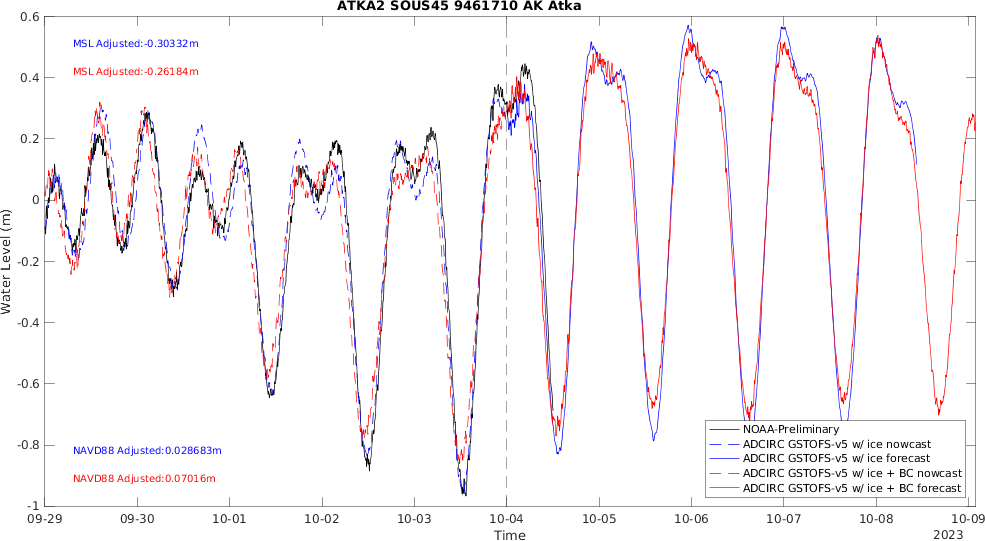 ATKA2 SOUS45 9461710 AK Atka
0.6
0.4
0.2
0
-0.2
-0.4
-0.6
-0.8
-1
Water Level (m)
MSL Adjusted:-0.30332m
MSL Adjusted:-0.26184m
NAVD88 Adjusted:0.028683m
NAVD88 Adjusted:0.07016m
NOAA-Preliminary
ADCIRC GSTOFS-v5 w/ ice nowcast
ADCIRC GSTOFS-v5 w/ ice forecast
ADCIRC GSTOFS-v5 w/ ice + BC nowcast
ADCIRC GSTOFS-v5 w/ ice + BC forecast
09-29 09-30 10-01 10-02 10-03 10-04 10-05 10-06 10-07 10-08 10-09
Time
2023